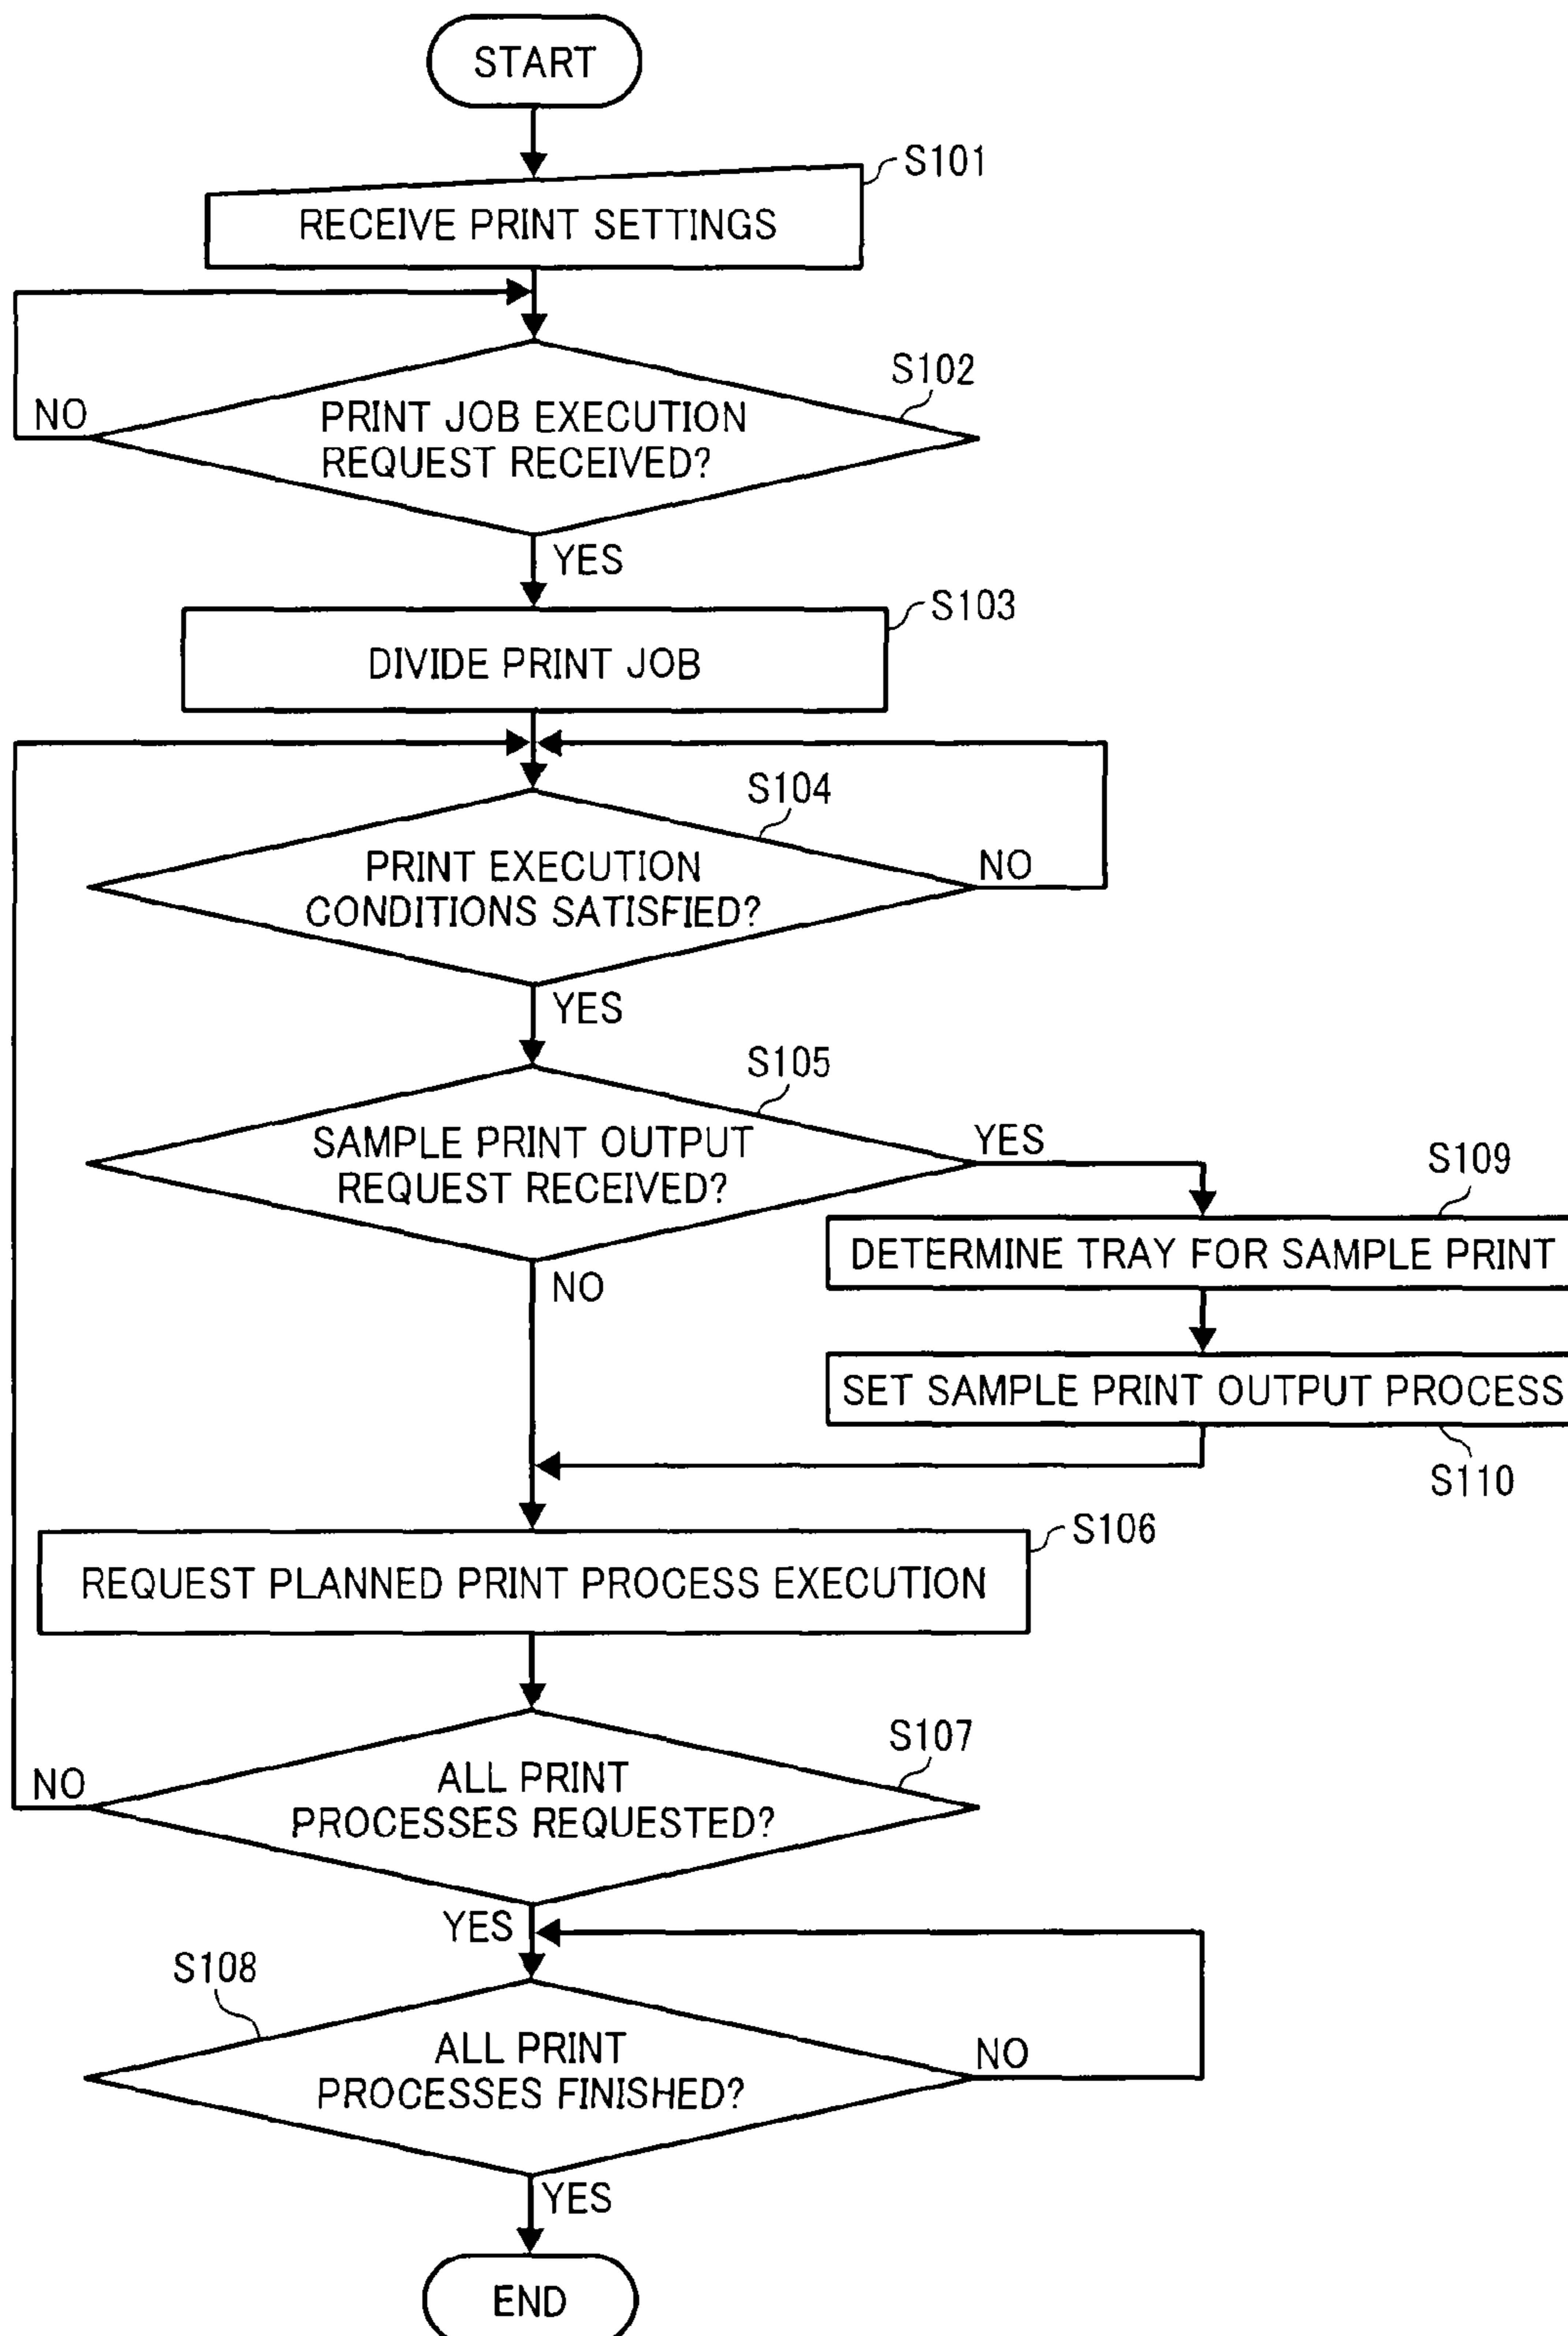 START
S101
RECEIVE PRINT SETTINGS
S102
NO
PRINT JOB EXECUTION
REQUEST RECEIVED?
YES
S103
DIVIDE PRINT JOB
S104
PRINT EXECUTION
CONDITIONS SATISFIED?
NO
YES
S105
SAMPLE PRINT OUTPUT
REQUEST RECEIVED?
YES
S109
DETERMINE TRAY FOR SAMPLE PRINT
NO
SET SAMPLE PRINT OUTPUT PROCESS
S110
S106
REQUEST PLANNED PRINT PROCESS EXECUTION
S107
NO
ALL PRINT
PROCESSES REQUESTED?
YES
S108
ALL PRINT
PROCESSES FINISHED?
NO
YES
END